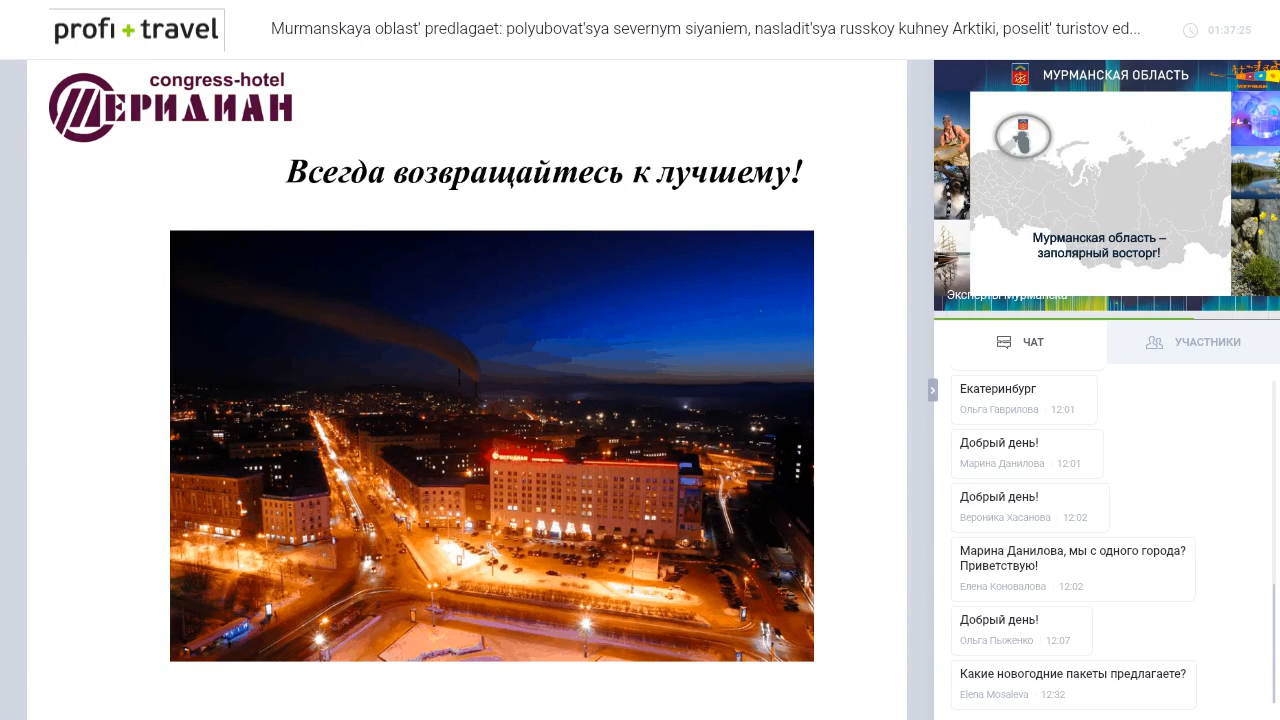 profi+travel
Murmanskaya oblast' predlagaet: polyubovat'sya severnym siyaniem, nasladit'sya russkoy kuhney Arktiki, poselit' turistov ed...
01:37:25
congress-hotel
МЕРИДИАН
Всегда возвращайтесь к лучшему!
МЕРИДИАН
МУРМАНСКАЯ ОБЛАСТЬ
Мурманская область –
заполярный восторг!
Эксперты Мурманска
ЧАТ
УЧАСТНИКИ
Екатеринбург
Ольга Гаврилова 12:01
Добрый день!
Марина Данилова 12:01
Добрый день!
Вероника Хасанова 12:02
Марина Данилова, мы с одного города?
Приветствую!
Елена Коновалова 12:02
Добрый день!
Ольга Пыженко 12:07
Какие новогодние пакеты предлагаете?
Elena Mosaleva 12:32